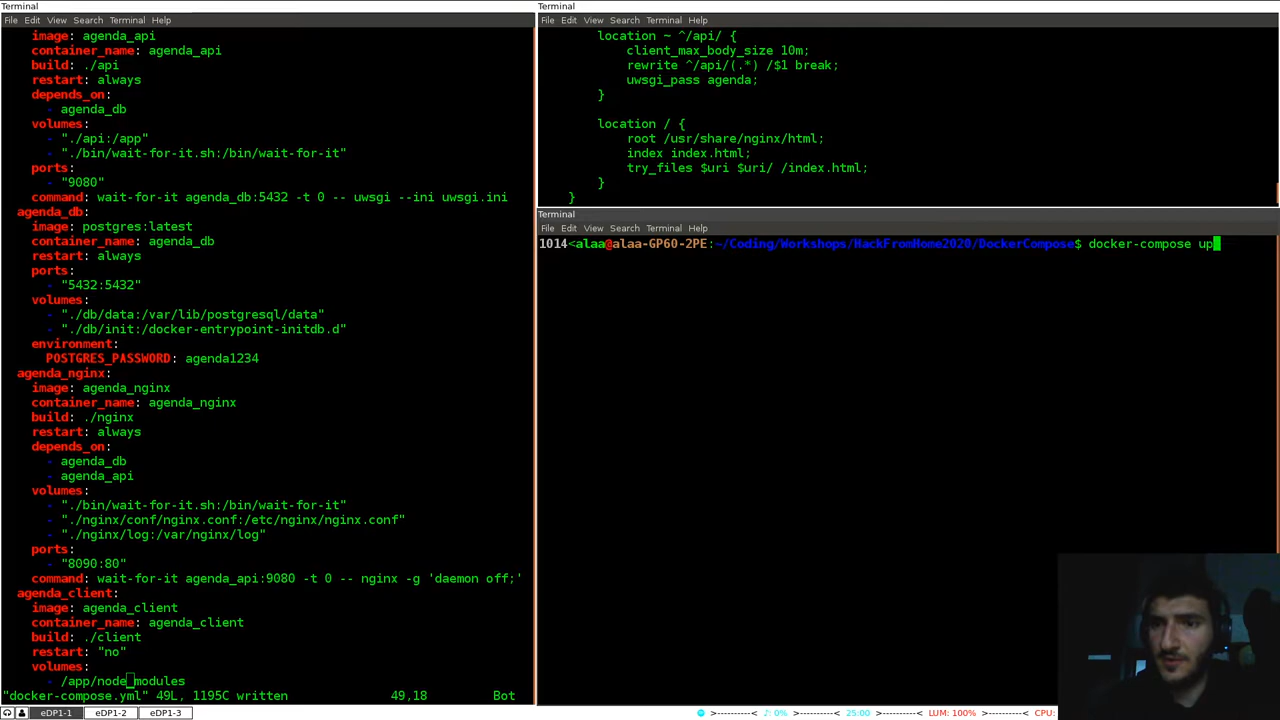 Terminal
File Edit View Search Terminal Help
image: agenda_api
container_name: agenda_api
build: ./api
restart: always
depends_on:
- agenda_db
volumes:
- "./api:/app"
- "./bin/wait-for-it.sh:/bin/wait-for-it"
ports:
- "9080"
command: wait-for-it agenda_db:5432 -t 0 -- uwsgi --ini uwsgi.ini
agenda_db:
image: postgres:latest
container_name: agenda_db
restart: always
ports:
- "5432:5432"
volumes:
- "./db/data:/var/lib/postgresql/data"
- "./db/init:/docker-entrypoint-initdb.d"
environment:
POSTGRES_PASSWORD: agenda1234
agenda_nginx:
image: agenda_nginx
container_name: agenda_nginx
build: ./nginx
restart: always
depends_on:
- agenda_db
- agenda_api
volumes:
- "./bin/wait-for-it.sh:/bin/wait-for-it"
- "./nginx/conf/nginx.conf:/etc/nginx/nginx.conf"
- "./nginx/log:/var/nginx/log"
ports:
- "8090:80"
command: wait-for-it agenda_api:9080 -t 0 -- nginx -g 'daemon off;'
agenda_client:
image: agenda_client
container_name: agenda_client
build: ./client
restart: "no"
volumes:
- /app/node_modules
"docker-compose.yml" 49L, 1195C written 49,18 Bot
Terminal
File Edit View Search Terminal Help
location ~ ^/api/ {
client_max_body_size 10m;
rewrite ^/api/(.*) /$1 break;
uwsgi_pass agenda;
}
location / {
root /usr/share/nginx/html;
index index.html;
try_files $uri $uri/ /index.html;
}
}
Terminal
File Edit View Search Terminal Help
1014<alaa@alaa-GP60-2PE:~/Coding/Workshops/HackFromHome2020/DockerCompose$ docker-compose up
eDP1-1 eDP1-2 eDP1-3 >----------< ♪: 0% >----------< 25:00 >----------< LUM: 100% >----------< CPU: